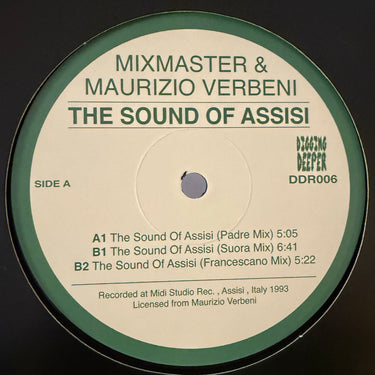 MIXMASTER &
MAURIZIO VERBENI
THE SOUND OF ASSISI
DIGGING
DEEPER
SIDE A
DDR006
A1 The Sound Of Assisi (Padre Mix) 5:05
B1 The Sound Of Assisi (Suora Mix) 6:41
B2 The Sound Of Assisi (Francescano Mix) 5:22
Recorded at Midi Studio Rec. , Assisi , Italy 1993
Licensed from Maurizio Verbeni